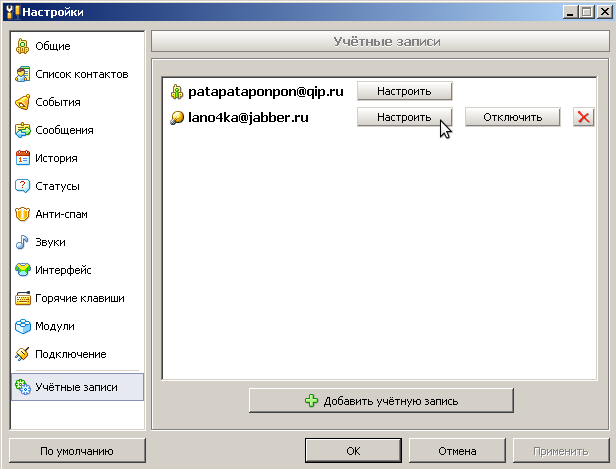 Настройки
Учётные записи
Общие
Список контактов
События
Сообщения
История
Статусы
Анти-спам
Звуки
Интерфейс
Горячие клавиши
Модули
Подключение
Учётные записи
patapataponpon@qip.ru Настроить
lano4ka@jabber.ru Настроить Отключить
Добавить учётную запись
По умолчанию OK Отмена Применить